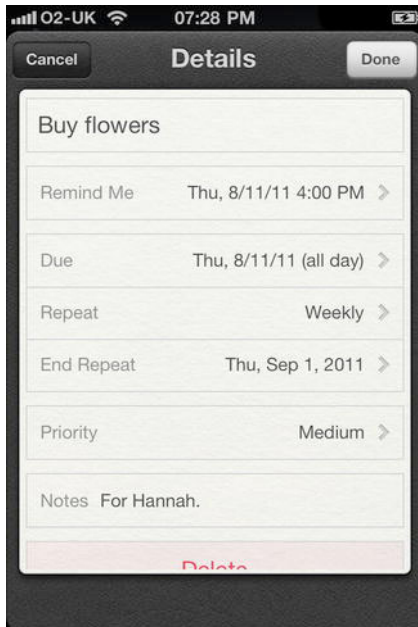 O2-UK 07:28 PM
Cancel Details Done
Buy flowers
Remind Me Thu, 8/11/11 4:00 PM
Due Thu, 8/11/11 (all day)
Repeat Weekly
End Repeat Thu, Sep 1, 2011
Priority Medium
Notes For Hannah.
Delete